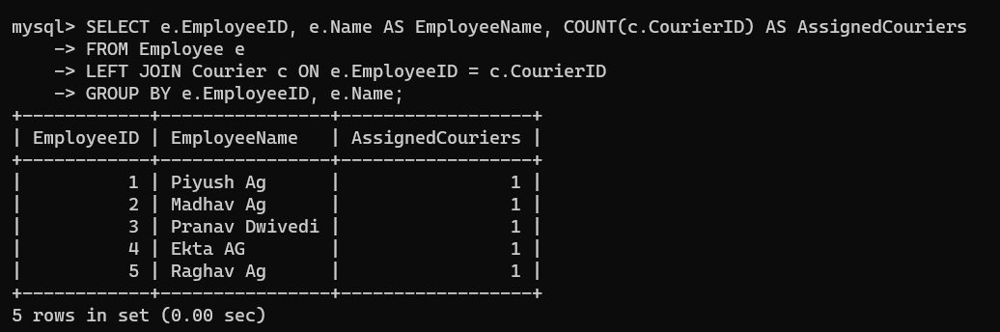 mysql> SELECT e.EmployeeID, e.Name AS EmployeeName, COUNT(c.CourierID) AS AssignedCouriers
    -> FROM Employee e
    -> LEFT JOIN Courier c ON e.EmployeeID = c.CourierID
    -> GROUP BY e.EmployeeID, e.Name;
+------------+----------------+------------------+
| EmployeeID | EmployeeName   | AssignedCouriers |
+------------+----------------+------------------+
|          1 | Piyush Ag      |                1 |
|          2 | Madhav Ag      |                1 |
|          3 | Pranav Dwivedi |                1 |
|          4 | Ekta AG        |                1 |
|          5 | Raghav Ag      |                1 |
+------------+----------------+------------------+
5 rows in set (0.00 sec)